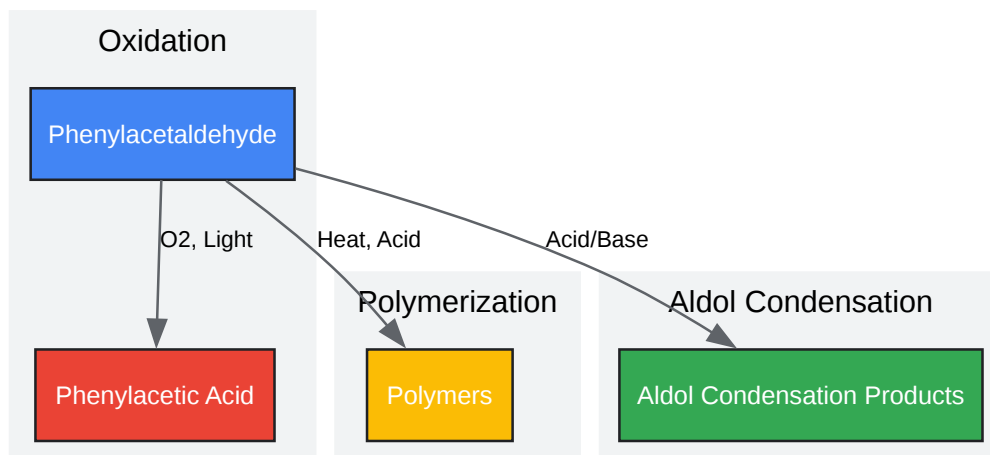 Oxidation
Phenylacetaldehyde
O2, Light
Heat, Acid
Acid/Base
Polymerization
Aldol Condensation
Phenylacetic Acid
Polymers
Aldol Condensation Products